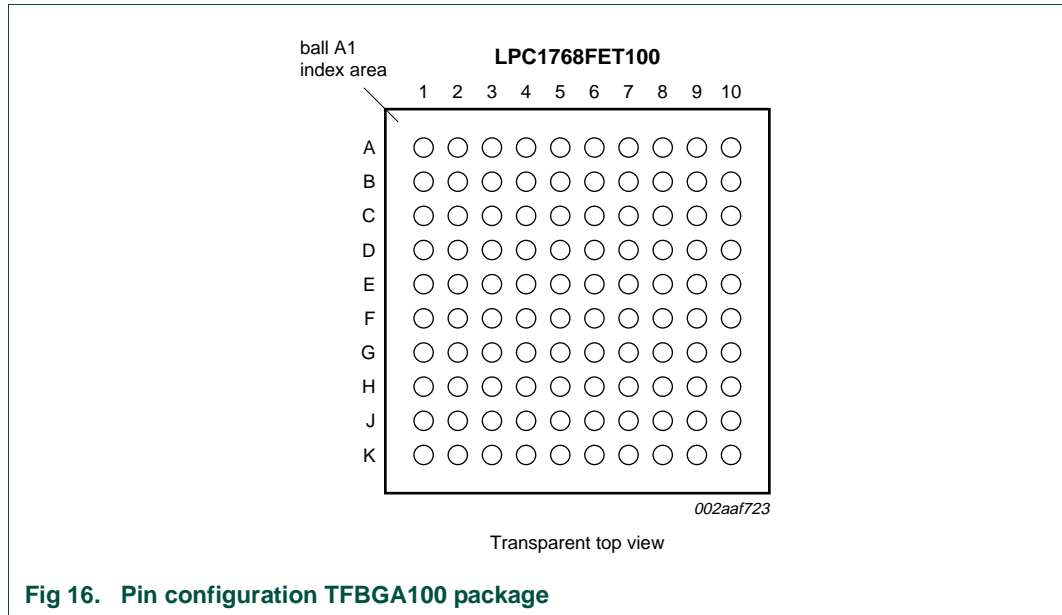 ball A1
index area
LPC1768FET100
1 2 3 4 5 6 7 8 9 10
A
B
C
D
E
F
G
H
J
K
002aaf723
Transparent top view
Fig 16. Pin configuration TFBGA100 package